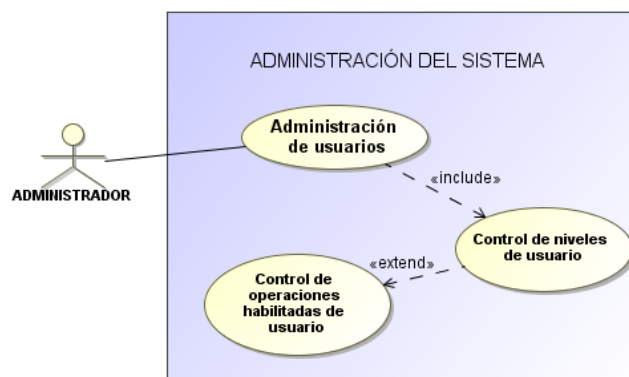 ADMINISTRACIÓN DEL SISTEMA
Administración
de usuarios
ADMINISTRADOR
«include»
Control de niveles
de usuario
«extend»
Control de
operaciones
habilitadas de
usuario